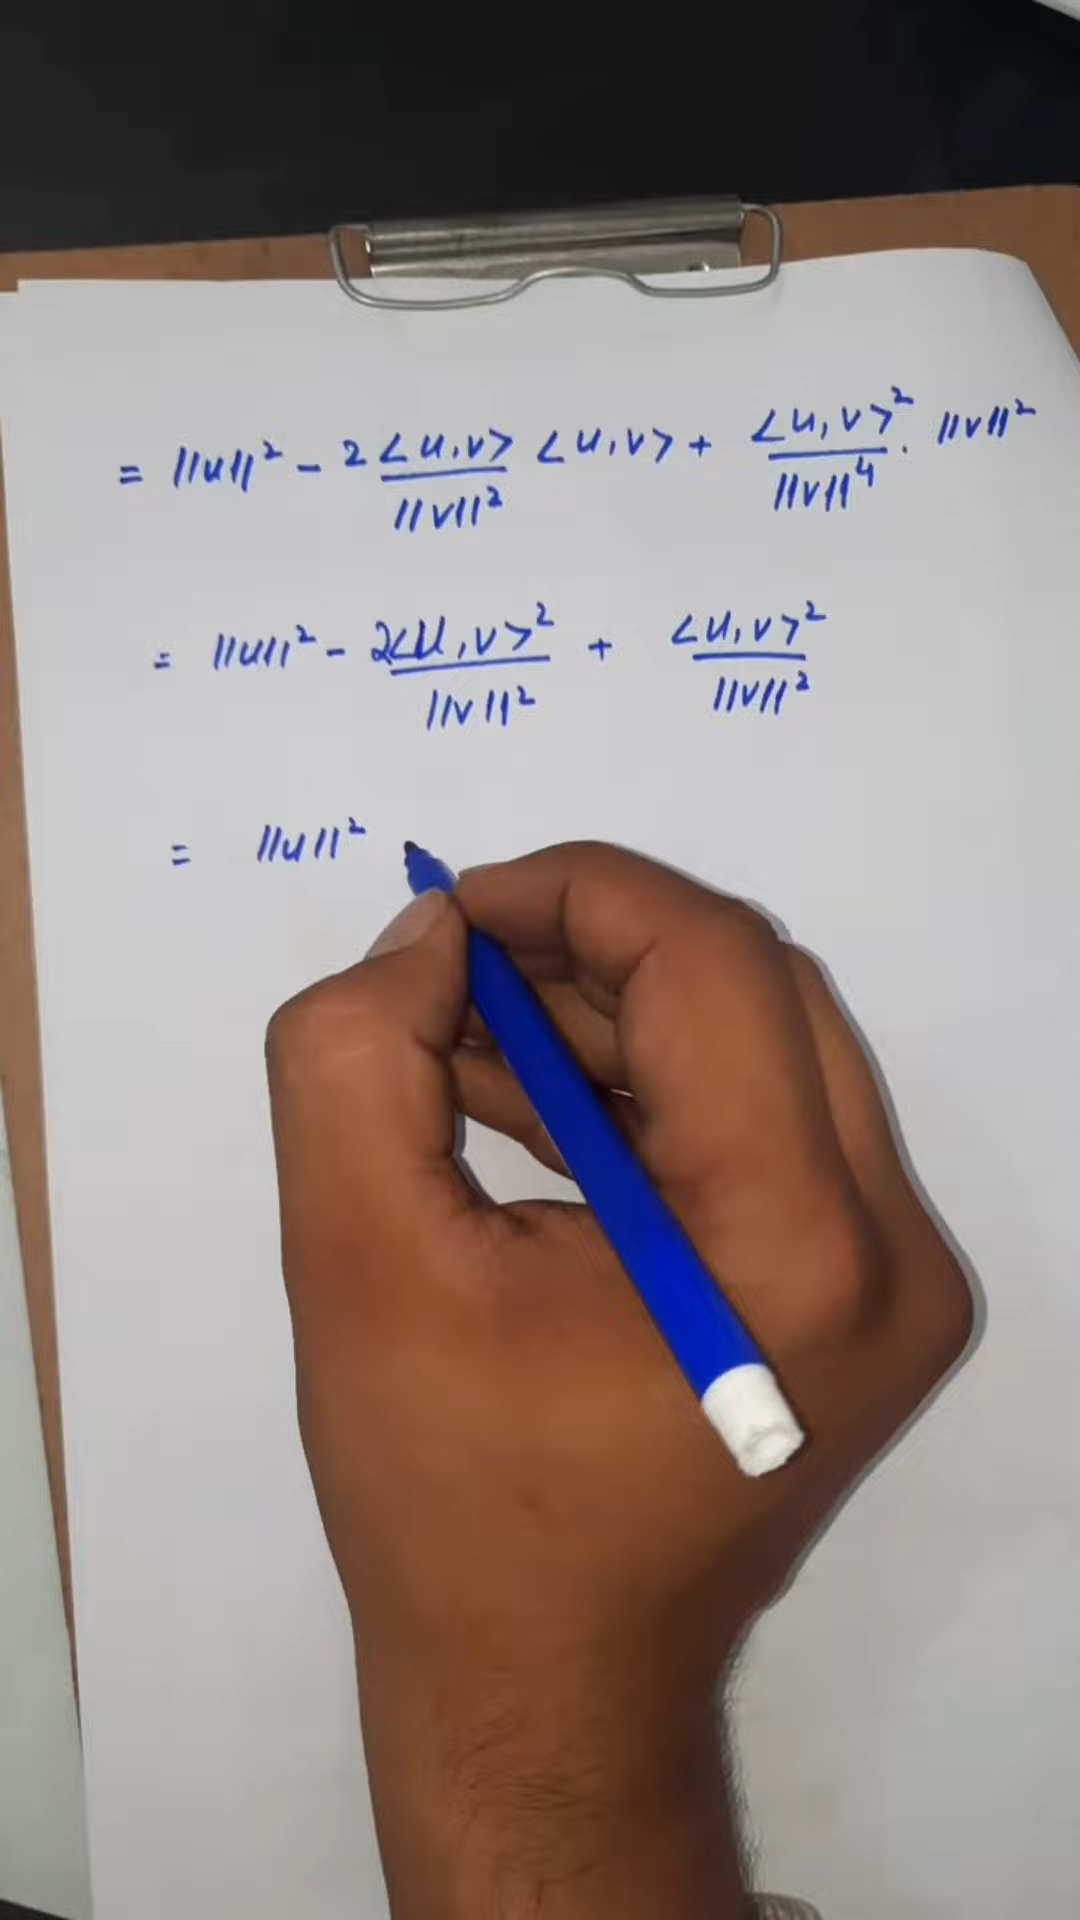 = ||u||² - 2 <u,v>/||v||² <u,v> + <u,v>²/||v||⁴ . ||v||²
= ||u||² - 2<u,v>²/||v||² + <u,v>²/||v||²
= ||u||²